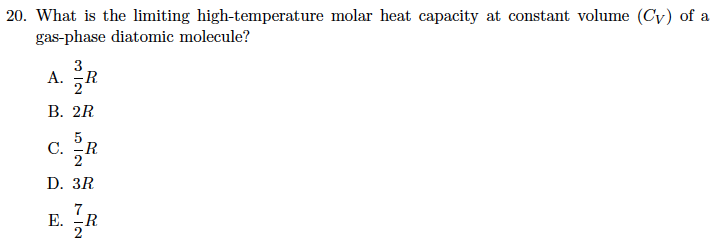 20. What is the limiting high-temperature molar heat capacity at constant volume (C_V) of a
gas-phase diatomic molecule?
A. 3/2 R
B. 2R
C. 5/2 R
D. 3R
E. 7/2 R